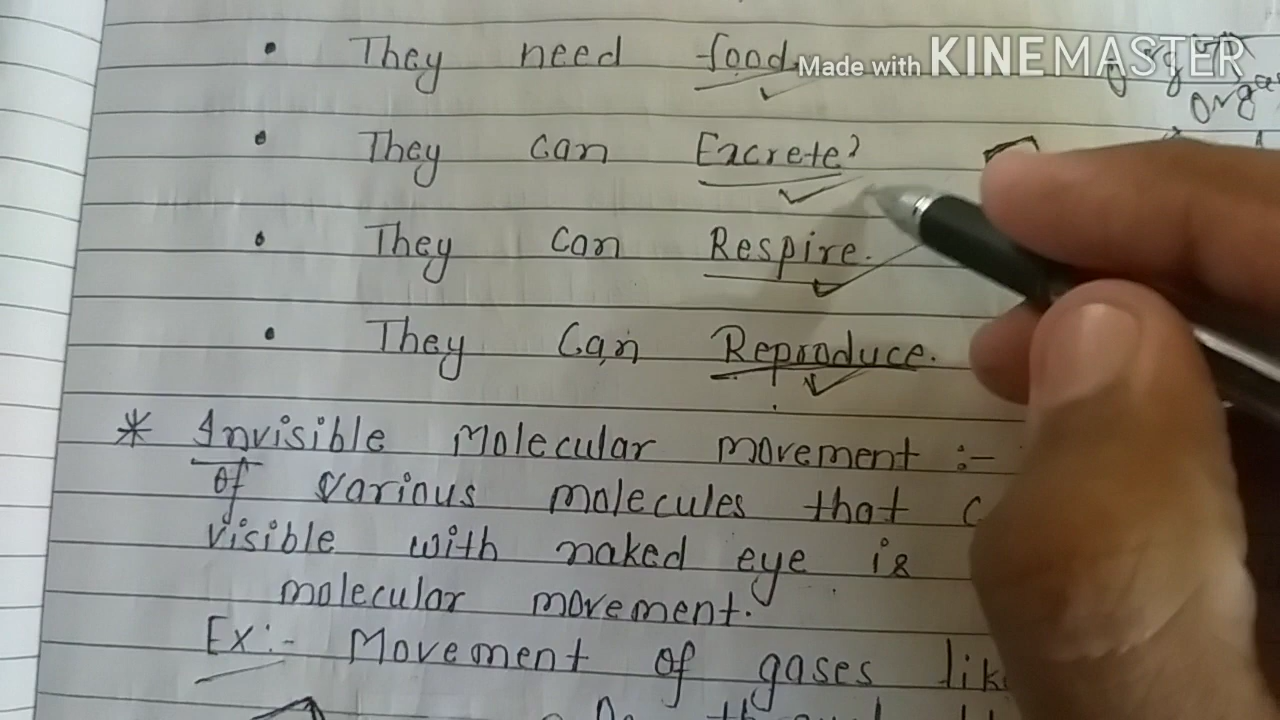 • They need food.
Made with KINEMASTER
• They can Excrete?
• They can Respire.
• They Can Reproduce.
* Invisible Molecular movement :-
of various molecules that
visible with naked eye is
molecular movement.
Ex:- Movement of gases